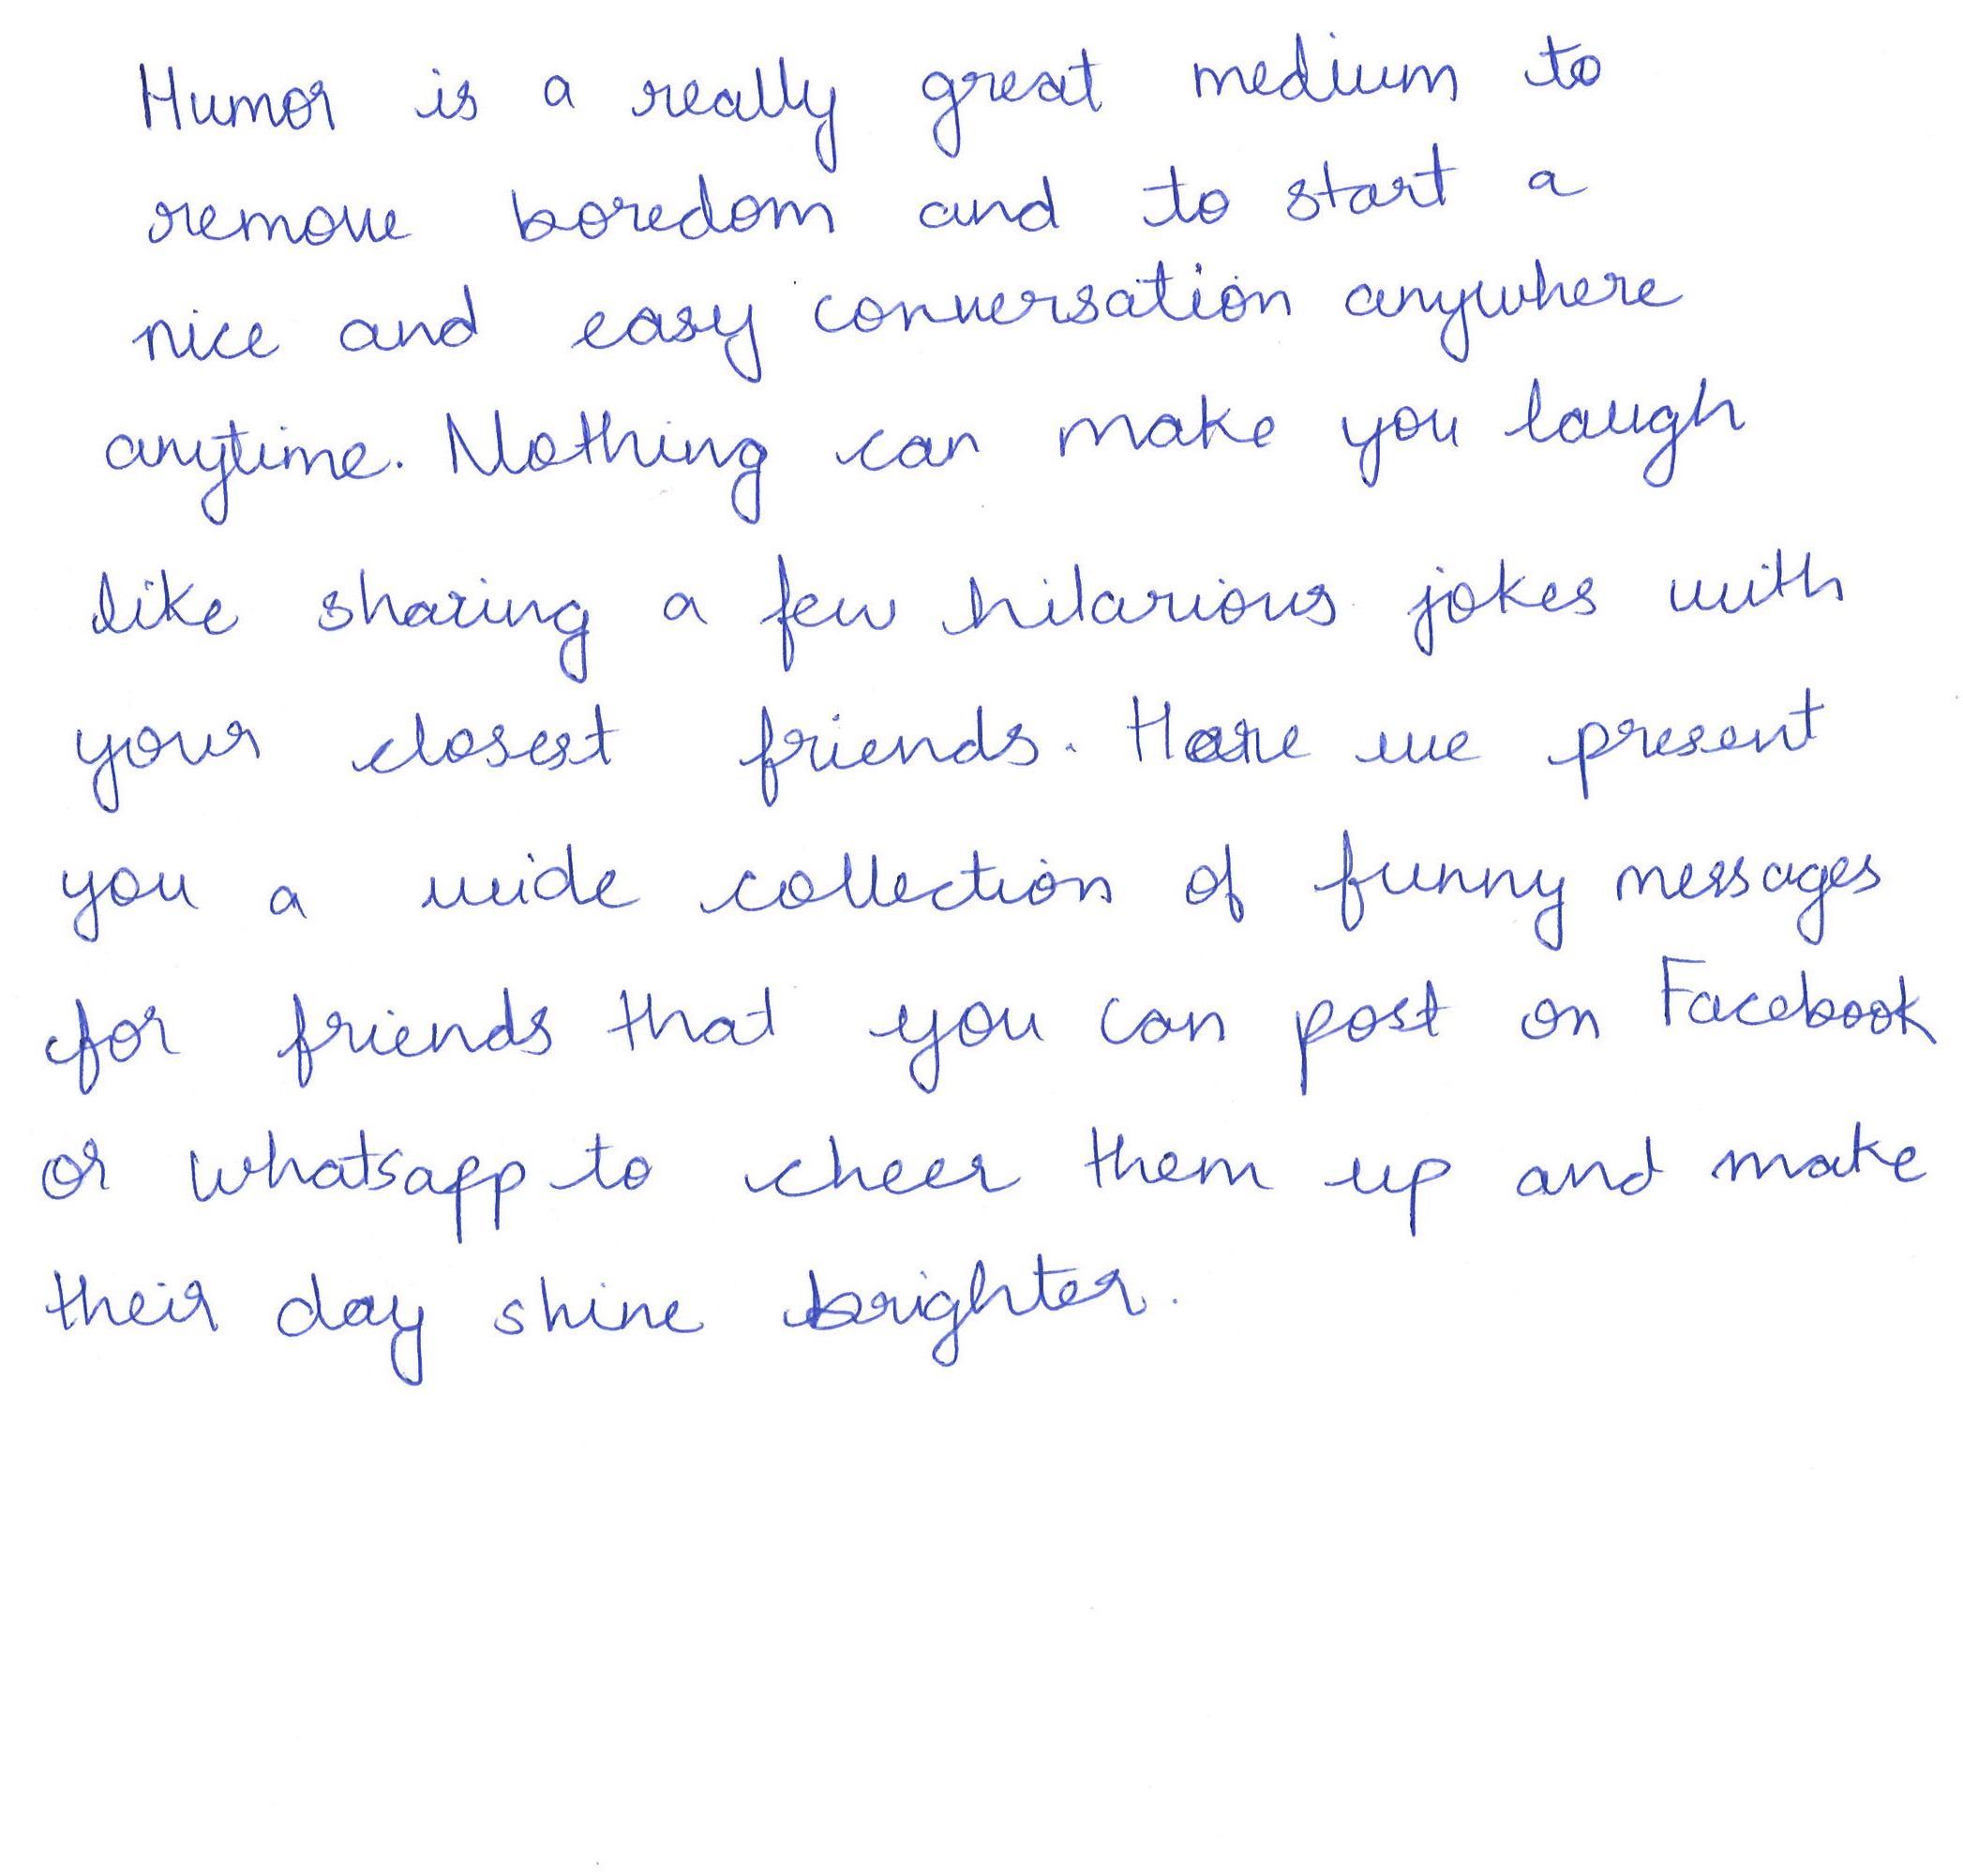 Humor is a really great medium to
remove boredom and to start a
nice and easy conversation anywhere
anytime. Nothing can make you laugh
like sharing a few hilarious jokes with
your closest friends. Here we present
you a wide collection of funny messages
for friends that you can post on Facebook
or whatsapp to cheer them up and make
their day shine brighter.